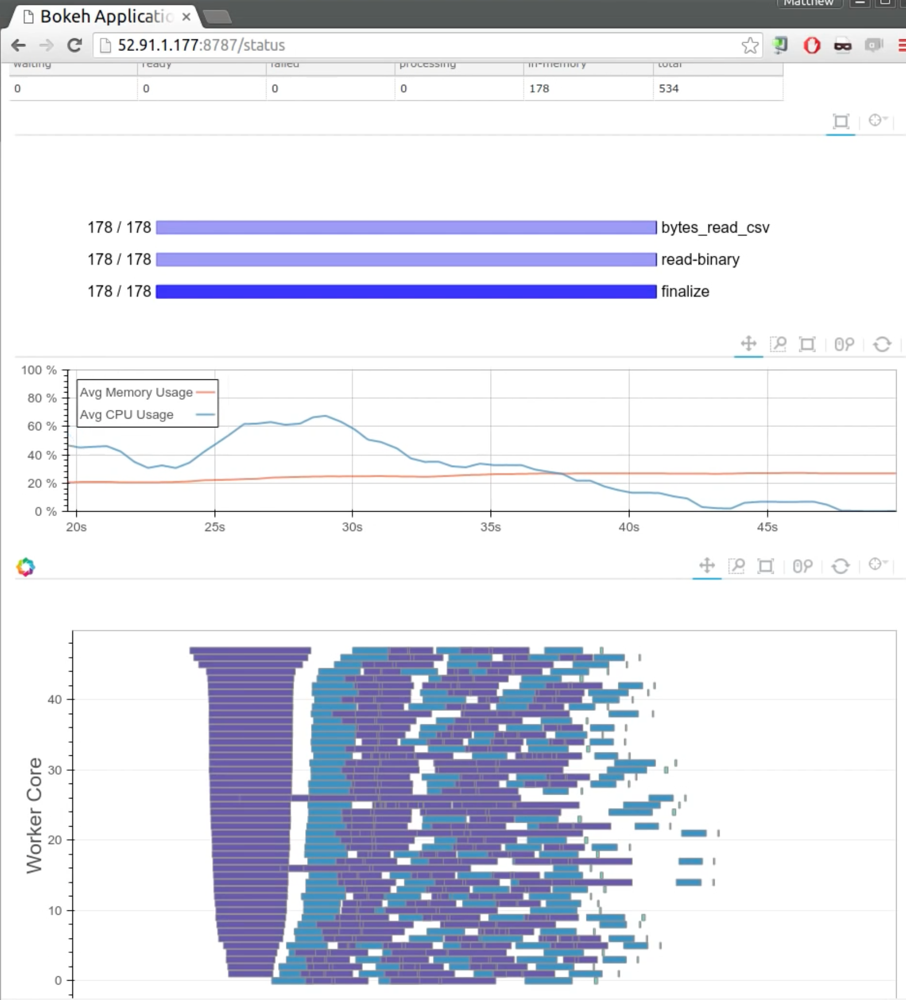 Matthew
Bokeh Applicatio
52.91.1.177:8787/status
waiting ready failed processing in-memory total
0 0 0 0 178 534
178 / 178 bytes_read_csv
178 / 178 read-binary
178 / 178 finalize
100 %
80 %
60 %
40 %
20 %
0 %
Avg Memory Usage
Avg CPU Usage
20s 25s 30s 35s 40s 45s
Worker Core
40
30
20
10
0